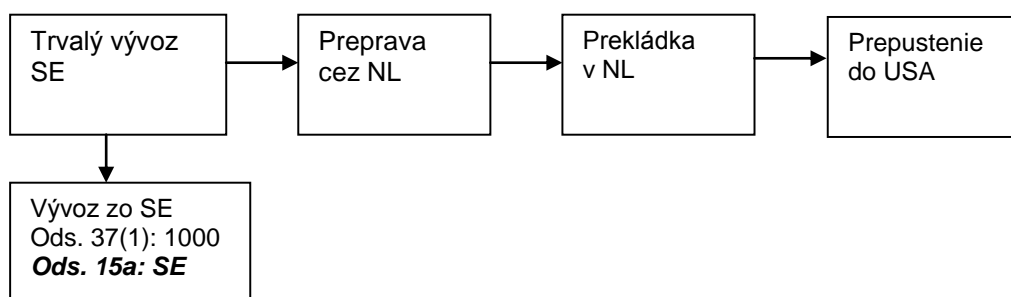 Trvalý vývoz
SE
Preprava
cez NL
Prekládka
v NL
Prepustenie
do USA
Vývoz zo SE
Ods. 37(1): 1000
Ods. 15a: SE